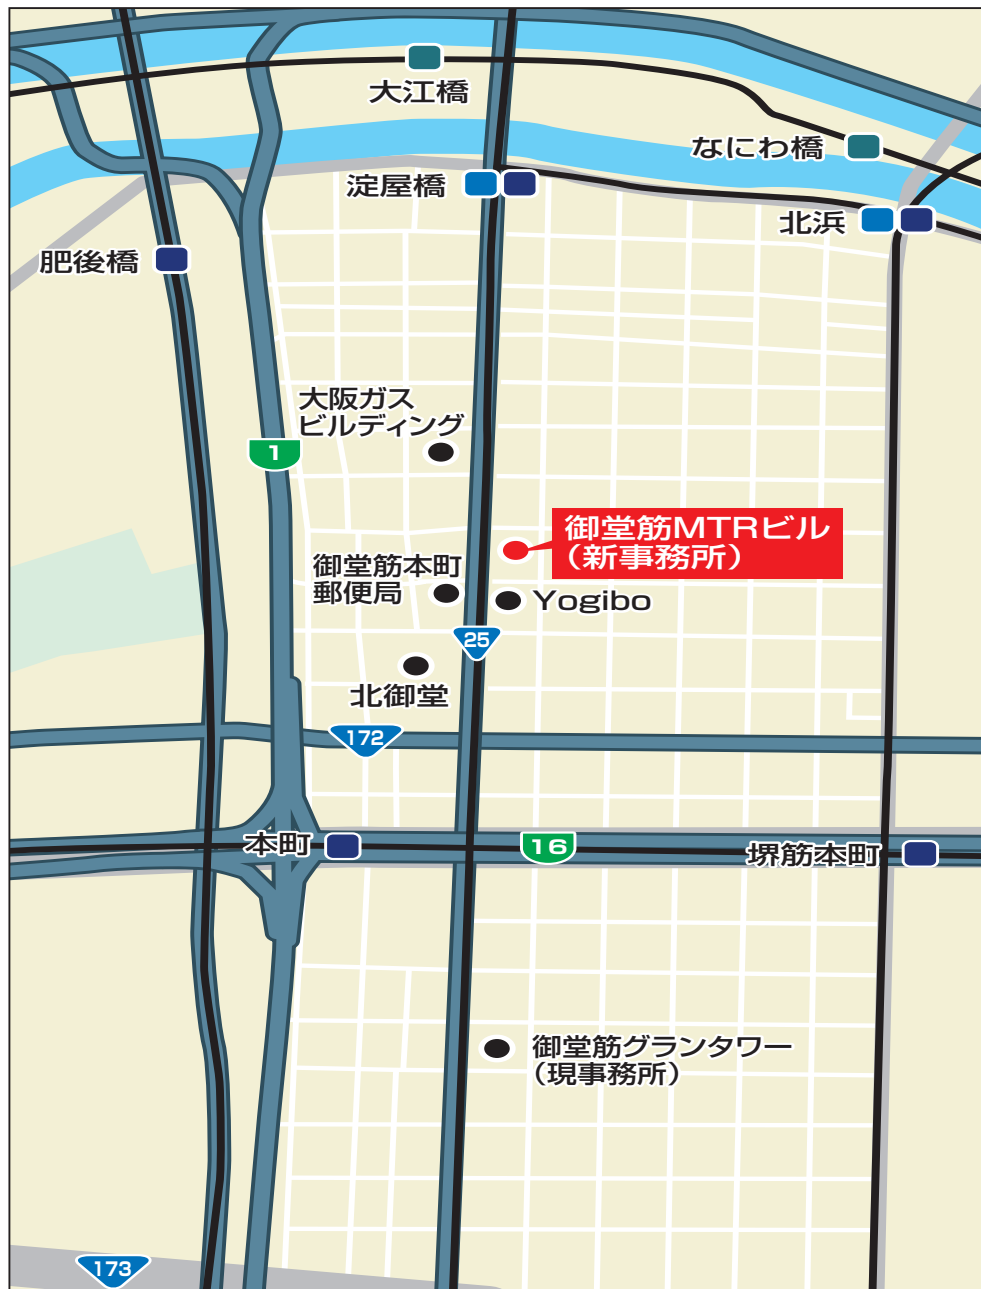 大江橋
なにわ橋
淀屋橋
北浜
肥後橋
大阪ガス
ビルディング
1
御堂筋MTRビル
（新事務所）
御堂筋本町
郵便局
Yogibo
25
北御堂
172
本町
16
堺筋本町
御堂筋グランタワー
（現事務所）
173